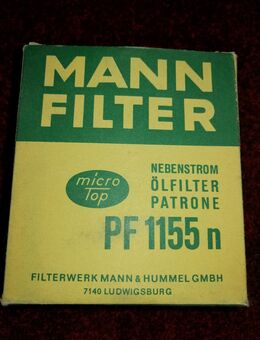 MANN
FILTER
micro
Top
NEBENSTROM
ÖLFILTER
PATRONE
PF 1155 n
FILTERWERK MANN & HUMMEL GMBH
7140 LUDWIGSBURG